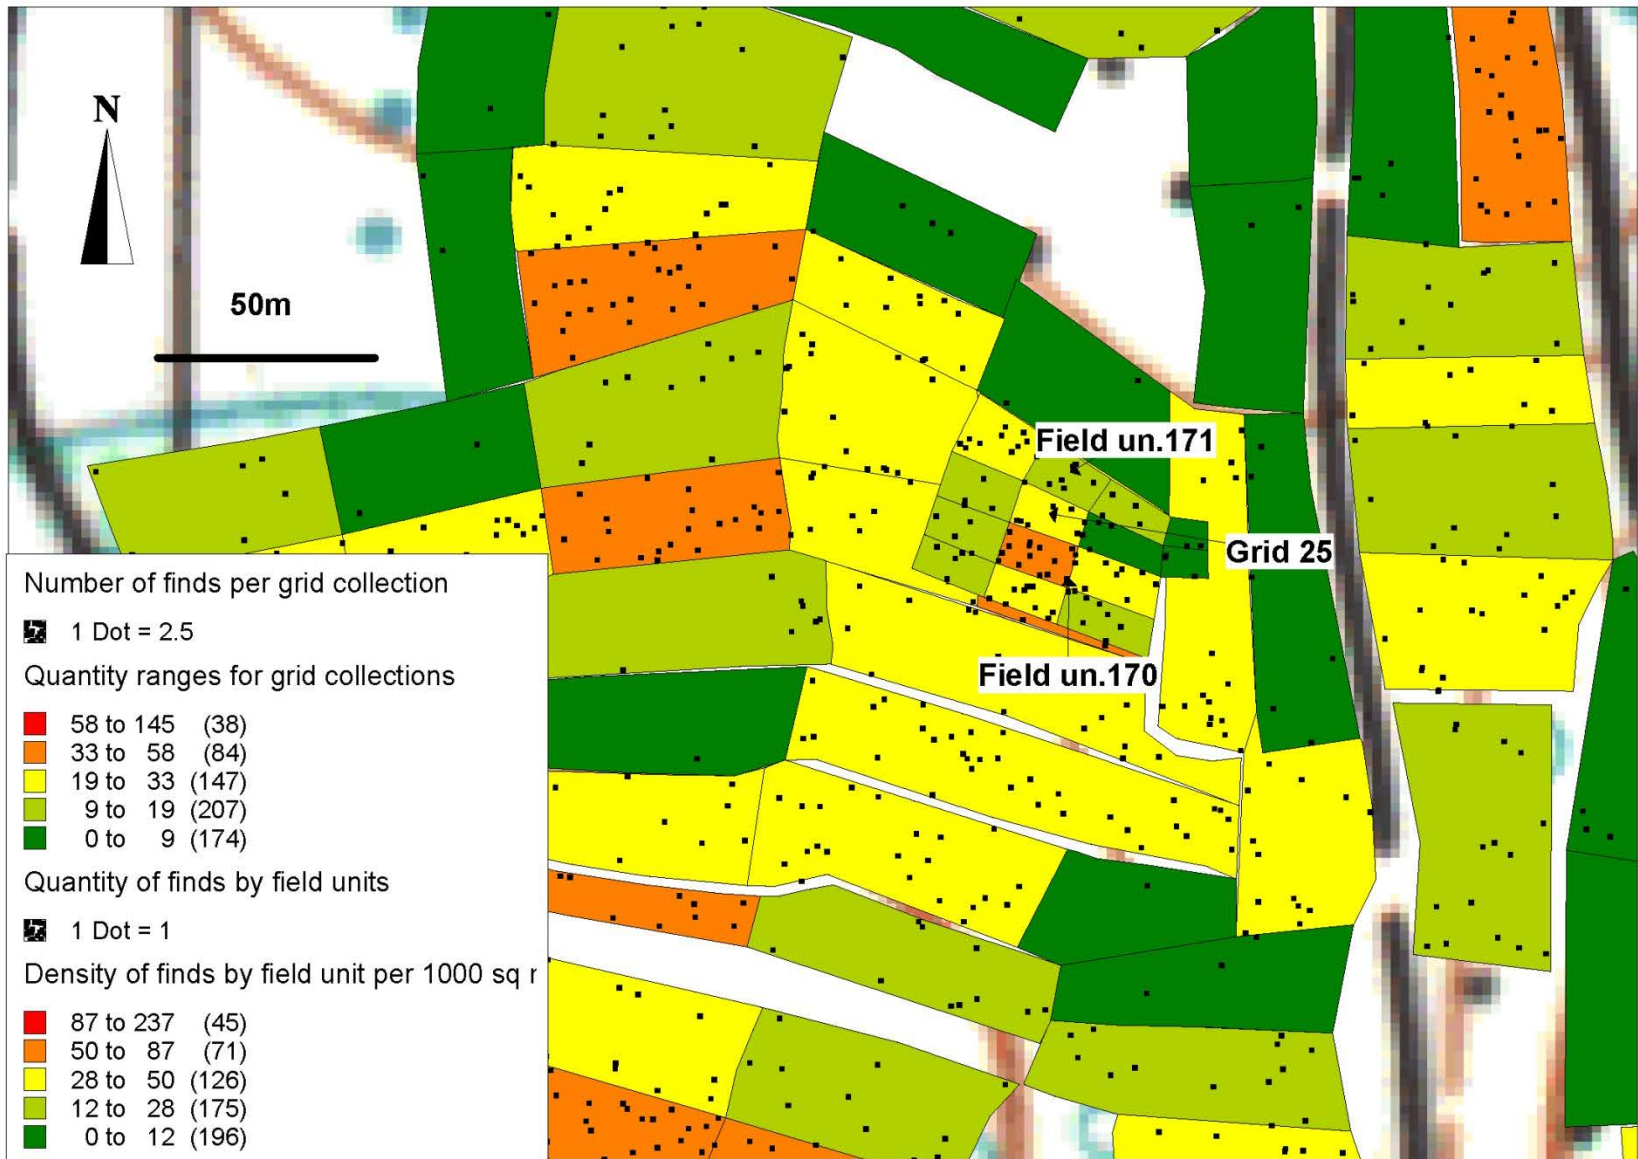 N
50m
Field un.171
Grid 25
Field un.170
Number of finds per grid collection
1 Dot = 2.5
Quantity ranges for grid collections
58 to 145 (38)
33 to 58 (84)
19 to 33 (147)
9 to 19 (207)
0 to 9 (174)
Quantity of finds by field units
1 Dot = 1
Density of finds by field unit per 1000 sq
87 to 237 (45)
50 to 87 (71)
28 to 50 (126)
12 to 28 (175)
0 to 12 (196)